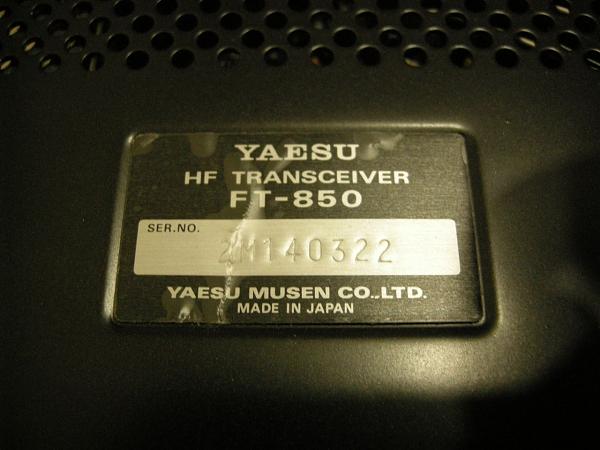 YAESU
HF TRANSCEIVER
FT-850
SER.NO.
2M140322
YAESU MUSEN CO.,LTD.
MADE IN JAPAN